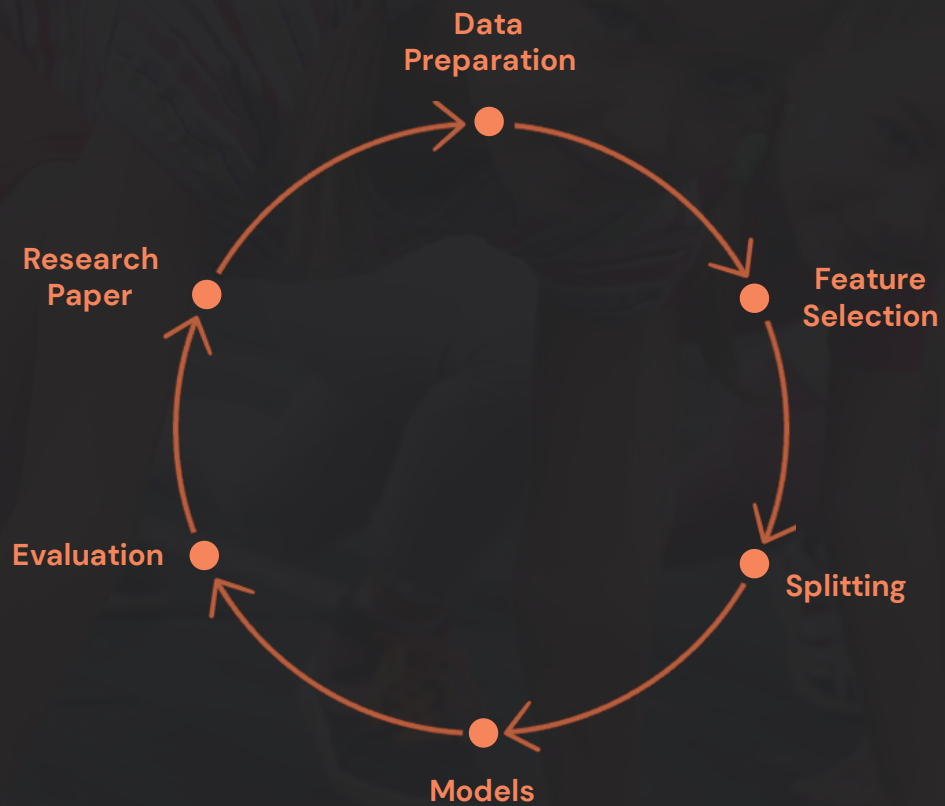 Data
Preparation
Feature
Selection
Splitting
Models
Evaluation
Research
Paper